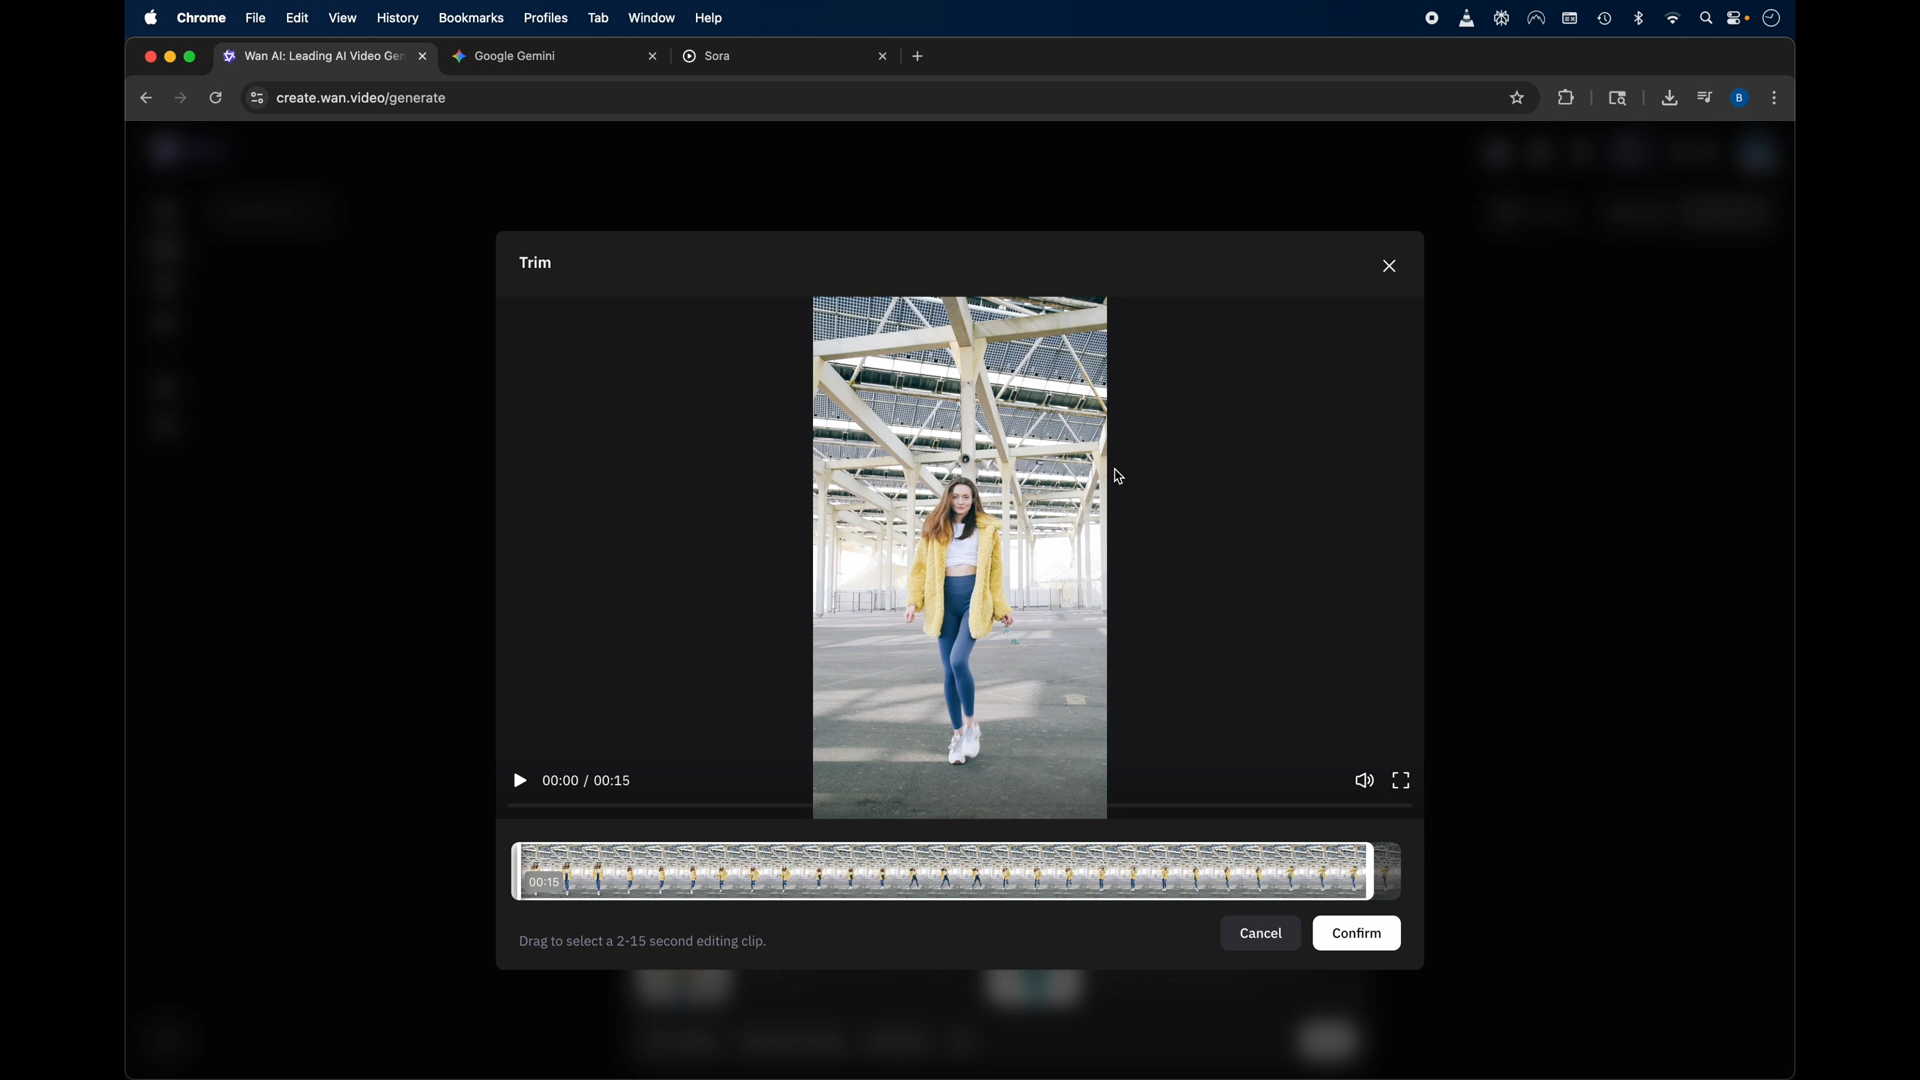 Chrome File Edit View History Bookmarks Profiles Tab Window Help
Wan AI: Leading AI Video Gen
Google Gemini
Sora
create.wan.video/generate
B
Trim
00:00 / 00:15
00:15
Drag to select a 2-15 second editing clip.
Cancel
Confirm